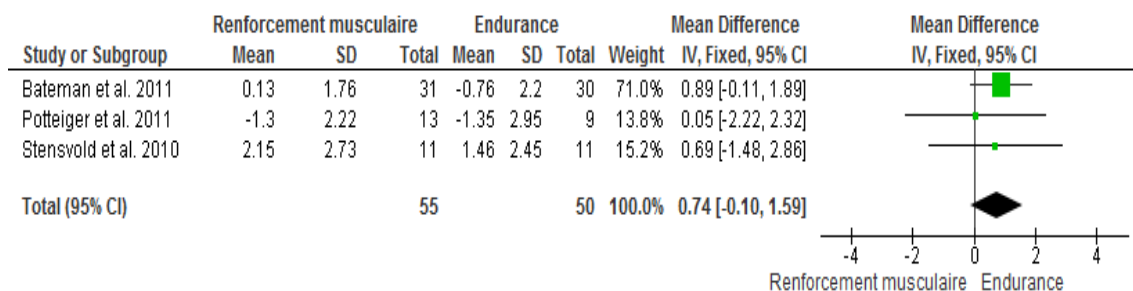 Renforcement musculaire Endurance Mean Difference Mean Difference
Study or Subgroup Mean SD Total Mean SD Total Weight IV, Fixed, 95% CI IV, Fixed, 95% CI
Bateman et al. 2011 0.13 1.76 31 -0.76 2.2 30 71.0% 0.89 [-0.11, 1.89]
Potteiger et al. 2011 -1.3 2.22 13 -1.35 2.95 9 13.8% 0.05 [-2.22, 2.32]
Stensvold et al. 2010 2.15 2.73 11 1.46 2.45 11 15.2% 0.69 [-1.48, 2.86]
Total (95% CI) 55 50 100.0% 0.74 [-0.10, 1.59]
-4 -2 0 2 4
Renforcement musculaire Endurance